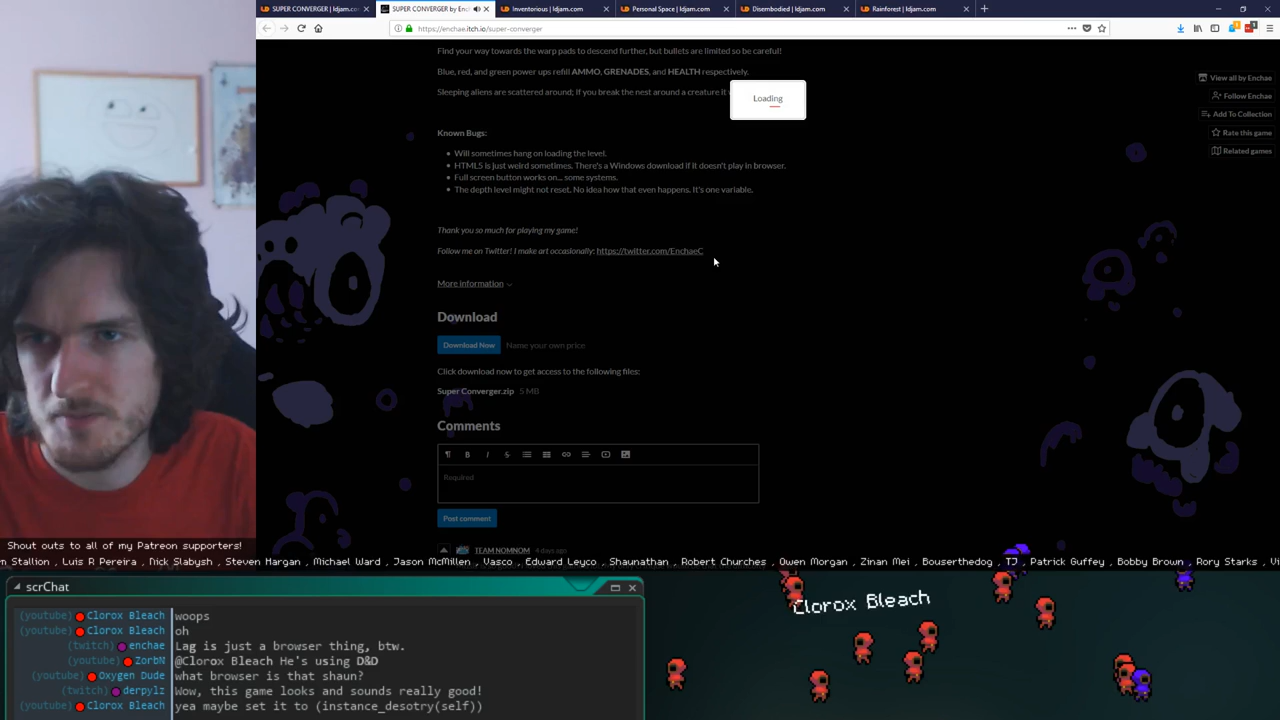 SUPER CONVERGER | ldjam.com
SUPER CONVERGER by Encha
Inventorious | ldjam.com
Personal Space | ldjam.com
Disembodied | ldjam.com
Rainforest | ldjam.com
https://enchae.itch.io/super-converger
Find your way towards the warp pads to descend further, but bullets are limited so be careful!
Blue, red, and green power ups refill AMMO, GRENADES, and HEALTH respectively.
Sleeping aliens are scattered around; If you break the nest around a creature it
Loading
View all by Enchae
Follow Enchae
Add To Collection
Rate this game
Related games
Known Bugs:
Will sometimes hang on loading the level.
HTML5 is just weird sometimes. There's a Windows download if it doesn't play in browser.
Full screen button works on... some systems.
The depth level might not reset. No idea how that even happens. It's one variable.
Thank you so much for playing my game!
Follow me on Twitter! I make art occasionally: https://twitter.com/EnchaeC
More information
Download
Download Now
Name your own price
Click download now to get access to the following files:
Super Converger.zip 5 MB
Comments
Required
Post comment
TEAM NOMNOM 4 days ago
Shout outs to all of my Patreon supporters!
m Stallion , Luis R Pereira , Nick Slabysh , Steven Hargan , Michael Ward , Jason McMillen , Vasco , Edward Leyco , Shaunathan , Robert Churches , Owen Morgan , Zinan Mei , Bouserthedog , TJ , Patrick Guffey , Bobby Brown , Rory Starks , Vi
scrChat
(youtube) Clorox Bleach woops
(youtube) Clorox Bleach oh
(twitch) enchae Lag is just a browser thing, btw.
(youtube) ZorbN @Clorox Bleach He's using D&D
(youtube) Oxygen Dude what browser is that shaun?
(twitch) derpylz Wow, this game looks and sounds really good!
(youtube) Clorox Bleach yea maybe set it to (instance_desotry(self))
Clorox Bleach